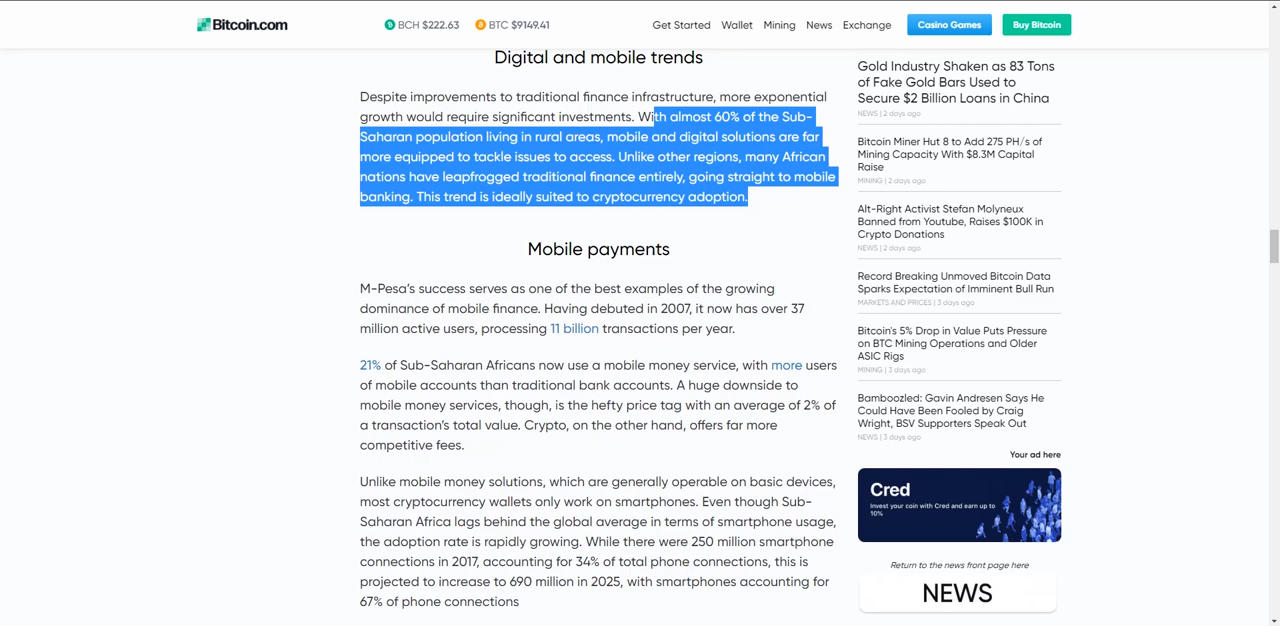 Bitcoin.com
BCH $222.63
BTC $9149.41
Get Started
Wallet
Mining
News
Exchange
Casino Games
Buy Bitcoin
Digital and mobile trends
Despite improvements to traditional finance infrastructure, more exponential
growth would require significant investments. With almost 60% of the Sub-
Saharan population living in rural areas, mobile and digital solutions are far
more equipped to tackle issues to access. Unlike other regions, many African
nations have leapfrogged traditional finance entirely, going straight to mobile
banking. This trend is ideally suited to cryptocurrency adoption.
Mobile payments
M-Pesa's success serves as one of the best examples of the growing
dominance of mobile finance. Having debuted in 2007, it now has over 37
million active users, processing 11 billion transactions per year.
21% of Sub-Saharan Africans now use a mobile money service, with more users
of mobile accounts than traditional bank accounts. A huge downside to
mobile money services, though, is the hefty price tag with an average of 2% of
a transaction's total value. Crypto, on the other hand, offers far more
competitive fees.
Unlike mobile money solutions, which are generally operable on basic devices,
most cryptocurrency wallets only work on smartphones. Even though Sub-
Saharan Africa lags behind the global average in terms of smartphone usage,
the adoption rate is rapidly growing. While there were 250 million smartphone
connections in 2017, accounting for 34% of total phone connections, this is
projected to increase to 690 million in 2025, with smartphones accounting for
67% of phone connections
Gold Industry Shaken as 83 Tons
of Fake Gold Bars Used to
Secure $2 Billion Loans in China
NEWS | 2 days ago
Bitcoin Miner Hut 8 to Add 275 PH/s of
Mining Capacity With $8.3M Capital
Raise
MINING | 2 days ago
Alt-Right Activist Stefan Molyneux
Banned from Youtube, Raises $100K in
Crypto Donations
NEWS | 2 days ago
Record Breaking Unmoved Bitcoin Data
Sparks Expectation of Imminent Bull Run
MARKETS AND PRICES | 3 days ago
Bitcoin's 5% Drop in Value Puts Pressure
on BTC Mining Operations and Older
ASIC Rigs
MINING | 3 days ago
Bamboozled: Gavin Andresen Says He
Could Have Been Fooled by Craig
Wright, BSV Supporters Speak Out
NEWS | 3 days ago
Your ad here
Cred
Invest your coin with Cred and earn up to
10%
Return to the news front page here
NEWS